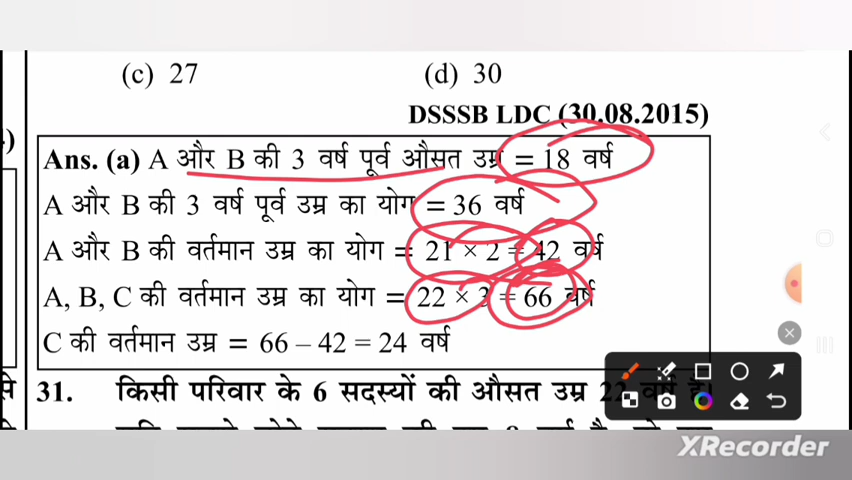 (c) 27 (d) 30
DSSSB LDC (30.08.2015)
Ans. (a) A और B की 3 वर्ष पूर्व औसत उम्र = 18 वर्ष
A और B की 3 वर्ष पूर्व उम्र का योग = 36 वर्ष
A और B की वर्तमान उम्र का योग = 21 × 2 = 42 वर्ष
A, B, C की वर्तमान उम्र का योग = 22 × 3 = 66 वर्ष
C की वर्तमान उम्र = 66 – 42 = 24 वर्ष
31. किसी परिवार के 6 सदस्यों की औसत उम्र 22 वर्ष है।
XRecorder